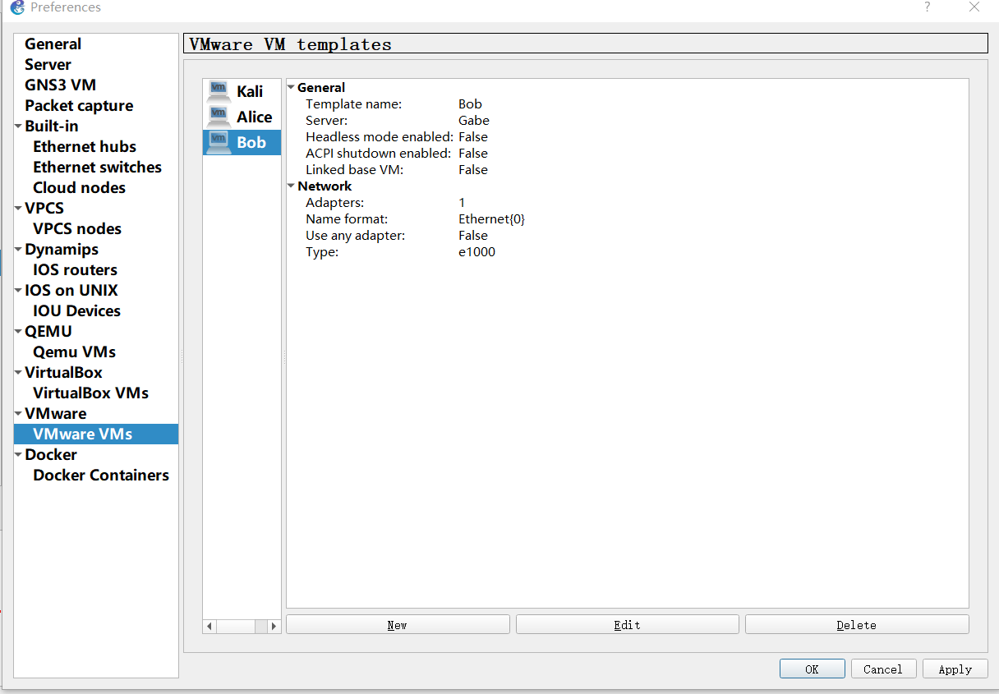 Preferences
General
Server
GNS3 VM
Packet capture
Built-in
Ethernet hubs
Ethernet switches
Cloud nodes
VPCS
VPCS nodes
Dynamips
IOS routers
IOS on UNIX
IOU Devices
QEMU
Qemu VMs
VirtualBox
VirtualBox VMs
VMware
VMware VMs
Docker
Docker Containers
VMware VM templates
vm Kali
vm Alice
vm Bob
General
Template name: Bob
Server: Gabe
Headless mode enabled: False
ACPI shutdown enabled: False
Linked base VM: False
Network
Adapters: 1
Name format: Ethernet{0}
Use any adapter: False
Type: e1000
New Edit Delete
OK Cancel Apply